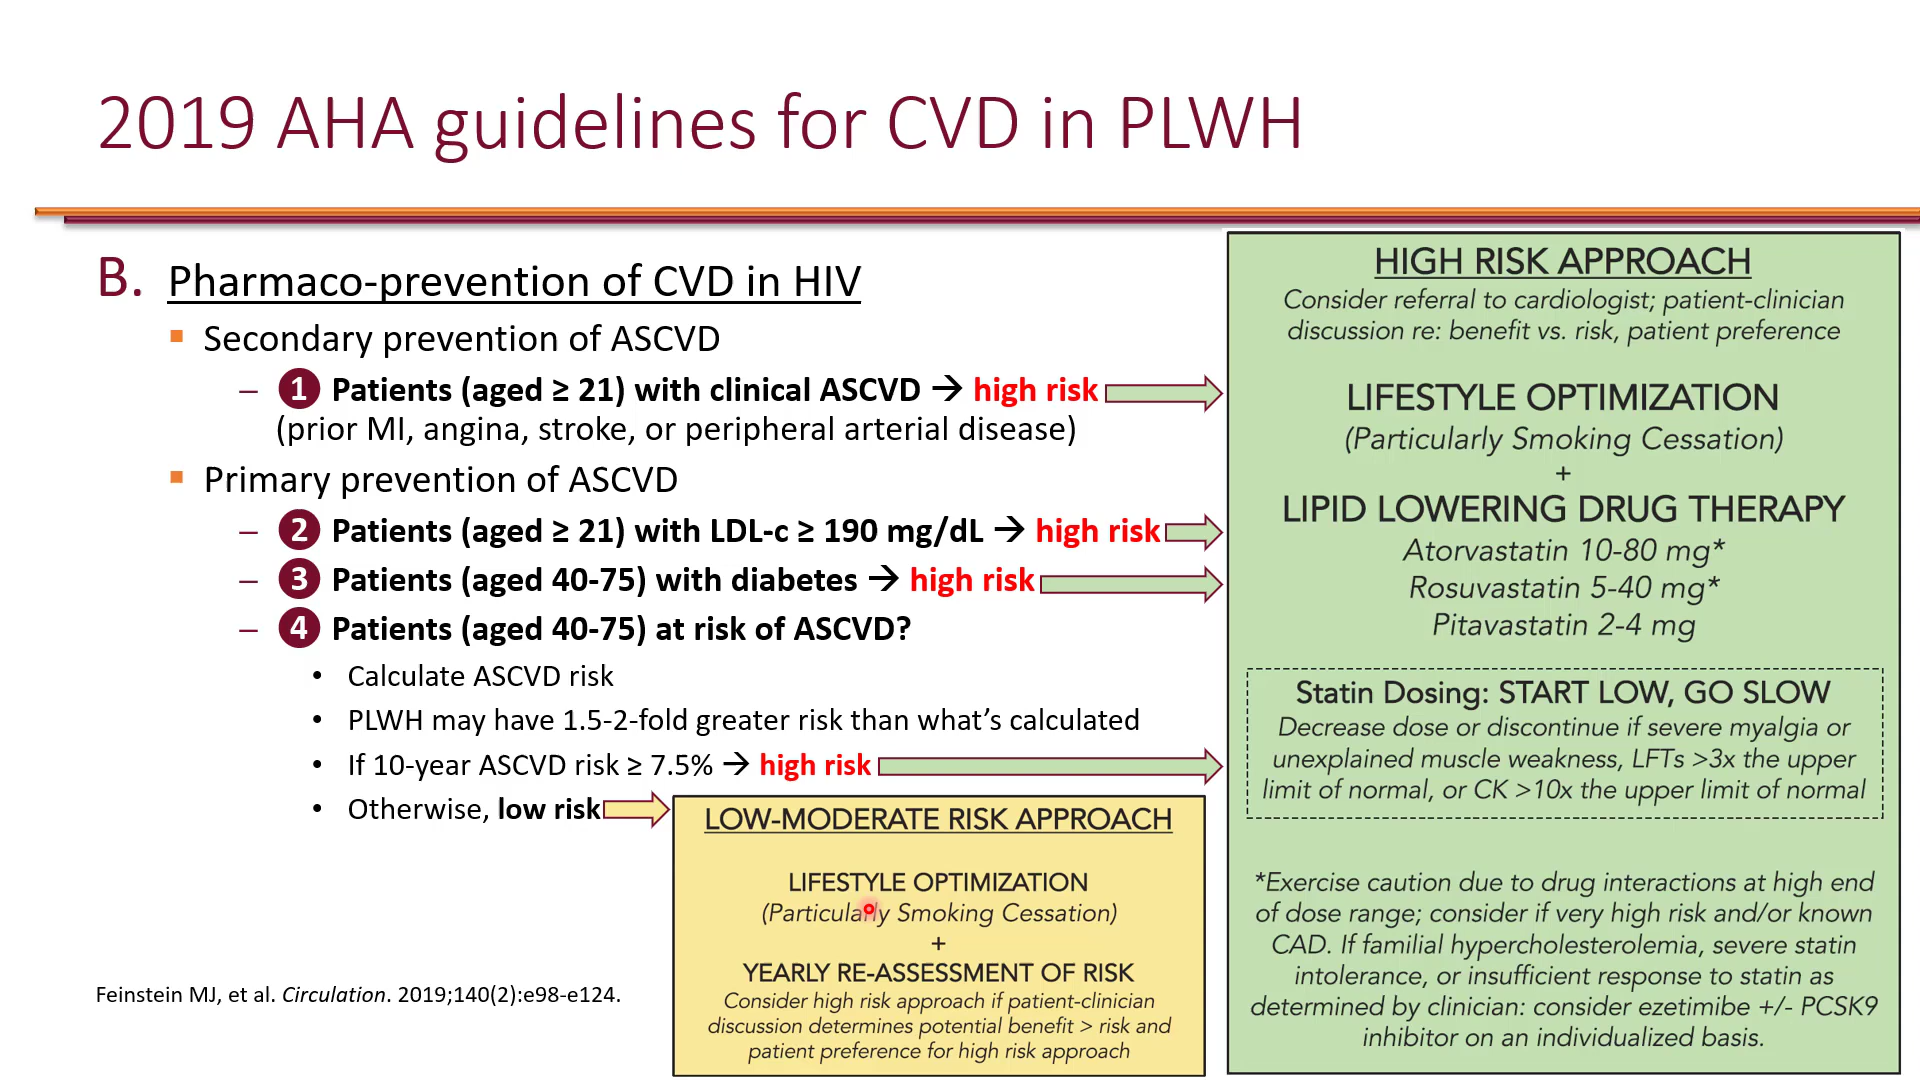 2019 AHA guidelines for CVD in PLWH
B. Pharmaco-prevention of CVD in HIV
▪ Secondary prevention of ASCVD
– ❶ Patients (aged ≥ 21) with clinical ASCVD → high risk
(prior MI, angina, stroke, or peripheral arterial disease)
▪ Primary prevention of ASCVD
– ❷ Patients (aged ≥ 21) with LDL-c ≥ 190 mg/dL → high risk
– ❸ Patients (aged 40-75) with diabetes → high risk
– ❹ Patients (aged 40-75) at risk of ASCVD?
• Calculate ASCVD risk
• PLWH may have 1.5-2-fold greater risk than what's calculated
• If 10-year ASCVD risk ≥ 7.5% → high risk
• Otherwise, low risk
LOW-MODERATE RISK APPROACH
LIFESTYLE OPTIMIZATION
(Particularly Smoking Cessation)
+
YEARLY RE-ASSESSMENT OF RISK
Consider high risk approach if patient-clinician
discussion determines potential benefit > risk and
patient preference for high risk approach
Feinstein MJ, et al. Circulation. 2019;140(2):e98-e124.
HIGH RISK APPROACH
Consider referral to cardiologist; patient-clinician
discussion re: benefit vs. risk, patient preference
LIFESTYLE OPTIMIZATION
(Particularly Smoking Cessation)
+
LIPID LOWERING DRUG THERAPY
Atorvastatin 10-80 mg*
Rosuvastatin 5-40 mg*
Pitavastatin 2-4 mg
Statin Dosing: START LOW, GO SLOW
Decrease dose or discontinue if severe myalgia or
unexplained muscle weakness, LFTs >3x the upper
limit of normal, or CK >10x the upper limit of normal
*Exercise caution due to drug interactions at high end
of dose range; consider if very high risk and/or known
CAD. If familial hypercholesterolemia, severe statin
intolerance, or insufficient response to statin as
determined by clinician: consider ezetimibe +/- PCSK9
inhibitor on an individualized basis.